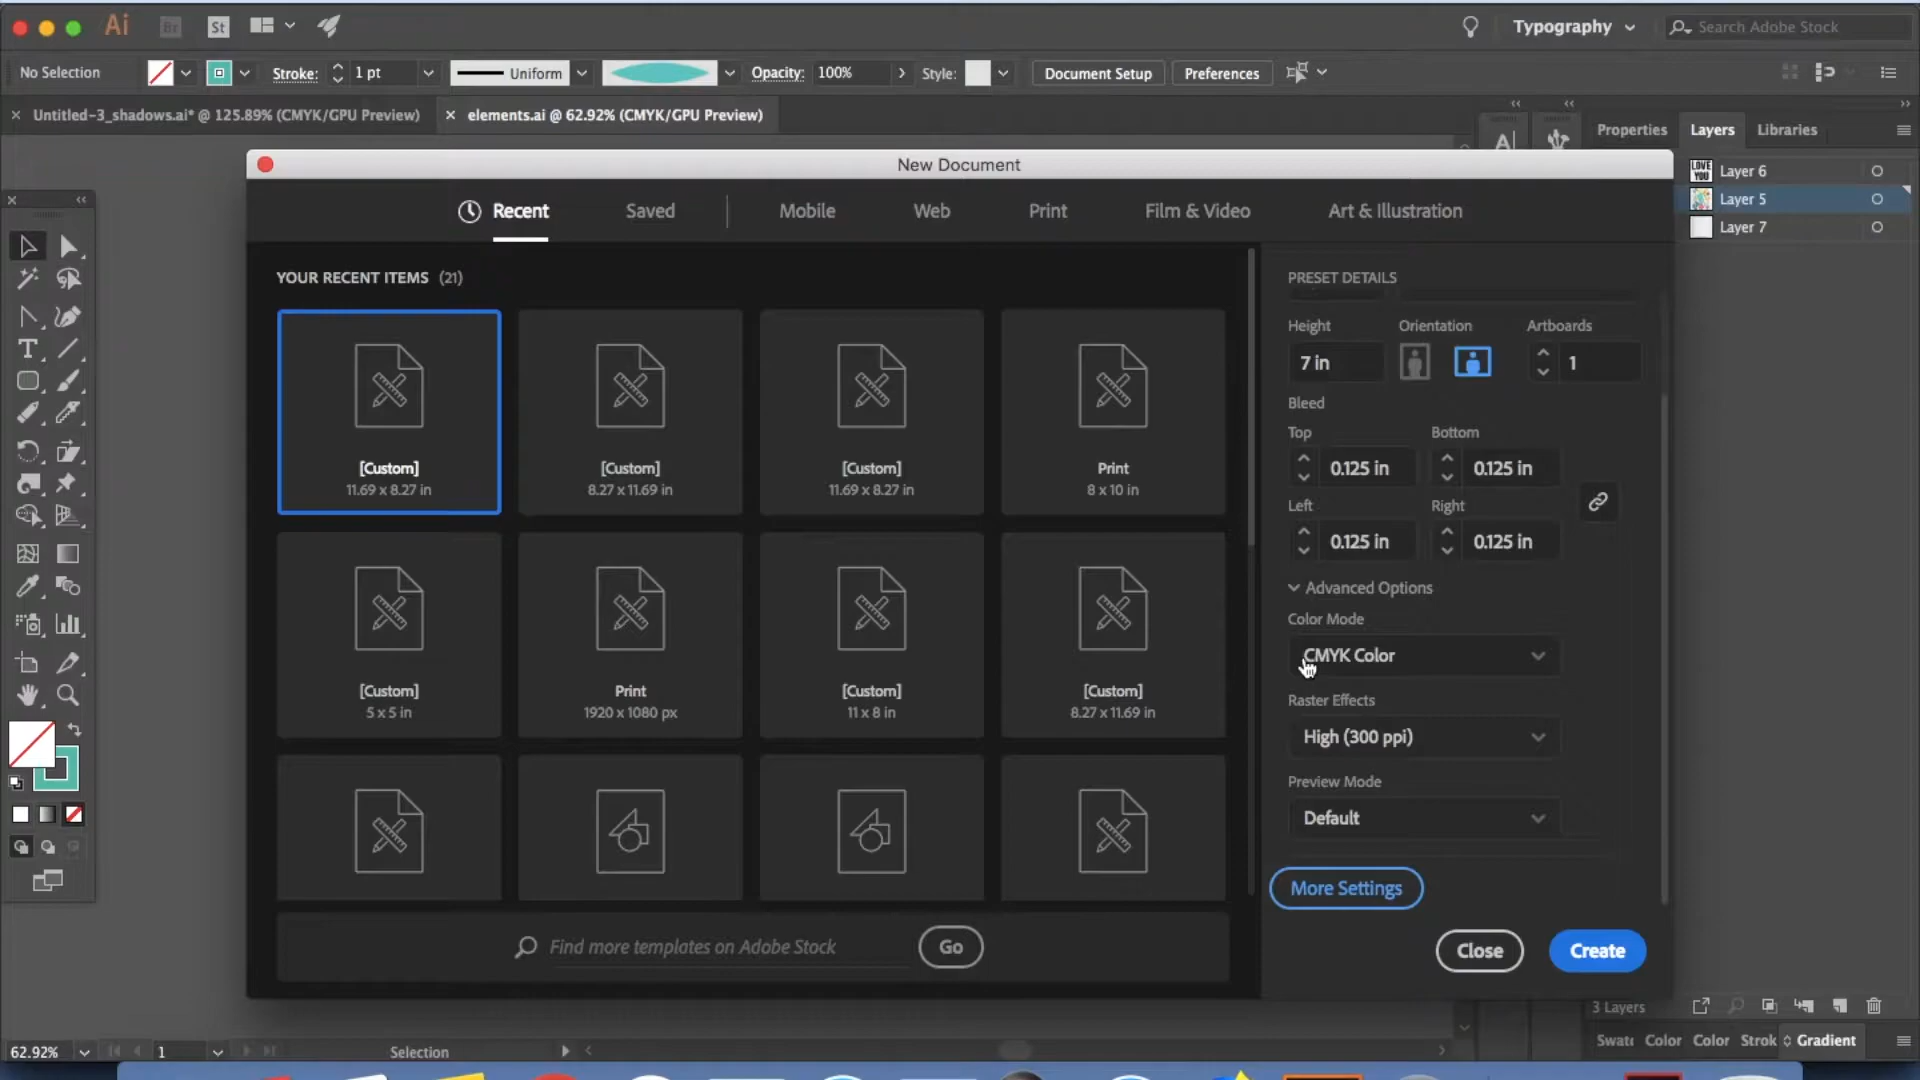 Ai Br St Typography Search Adobe Stock
No Selection Stroke: 1 pt Uniform Opacity: 100% Style: Document Setup Preferences
Untitled-3_shadows.ai* @ 125.89% (CMYK/GPU Preview) elements.ai @ 62.92% (CMYK/GPU Preview)
Properties Layers Libraries
LOVE YOU Layer 6
Layer 5
Layer 7
New Document
Recent Saved Mobile Web Print Film & Video Art & Illustration
YOUR RECENT ITEMS (21)
[Custom] [Custom] [Custom] Print
11.69 x 8.27 in 8.27 x 11.69 in 11.69 x 8.27 in 8 x 10 in
[Custom] Print [Custom] [Custom]
5 x 5 in 1920 x 1080 px 11 x 8 in 8.27 x 11.69 in
Find more templates on Adobe Stock Go
PRESET DETAILS
Height Orientation Artboards
7 in 1
Bleed
Top Bottom
0.125 in 0.125 in
Left Right
0.125 in 0.125 in
Advanced Options
Color Mode
CMYK Color
Raster Effects
High (300 ppi)
Preview Mode
Default
More Settings
Close Create
3 Layers
Swat Color Color Strok Gradient
62.92% 1 Selection